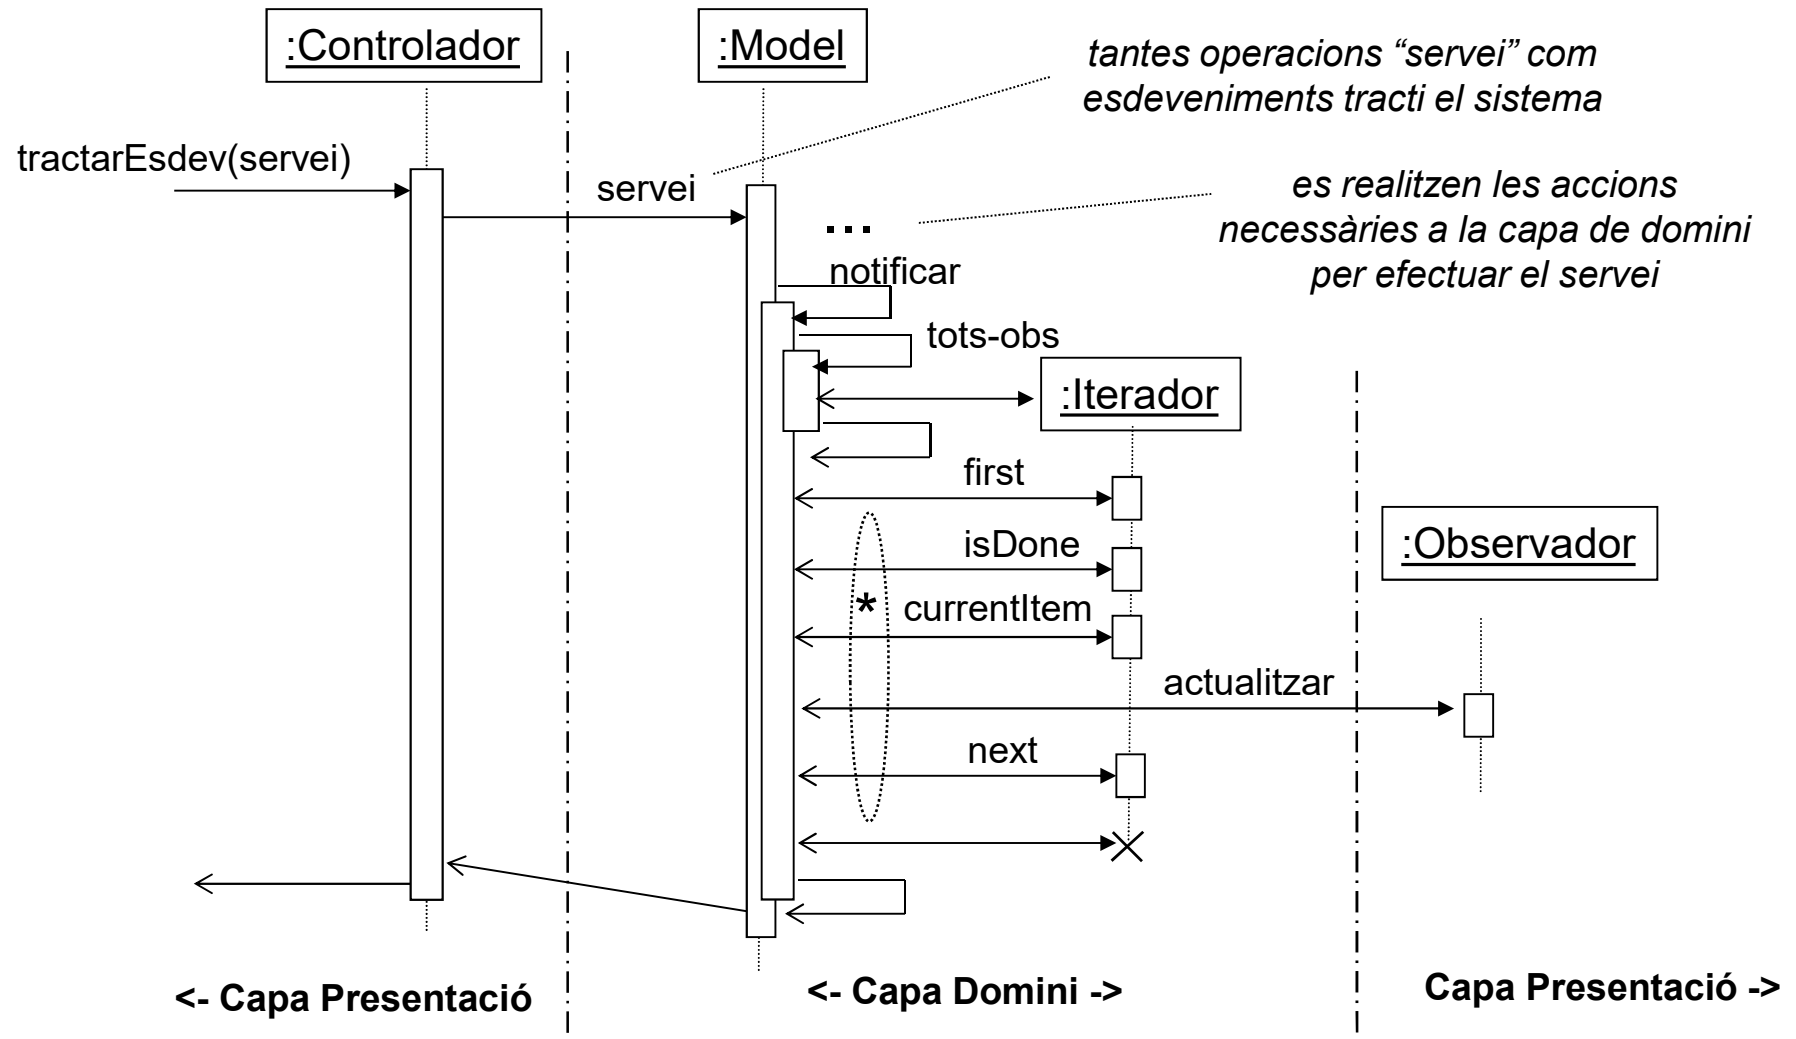 :Controlador
:Model
tantes operacions “servei” com
esdeveniments tracti el sistema
tractarEsdev(servei)
servei
es realitzen les accions
necessàries a la capa de domini
per efectuar el servei
...
notificar
tots-obs
:Iterador
first
:Observador
isDone
*
currentItem
actualitzar
next
<- Capa Presentació
<- Capa Domini ->
Capa Presentació ->